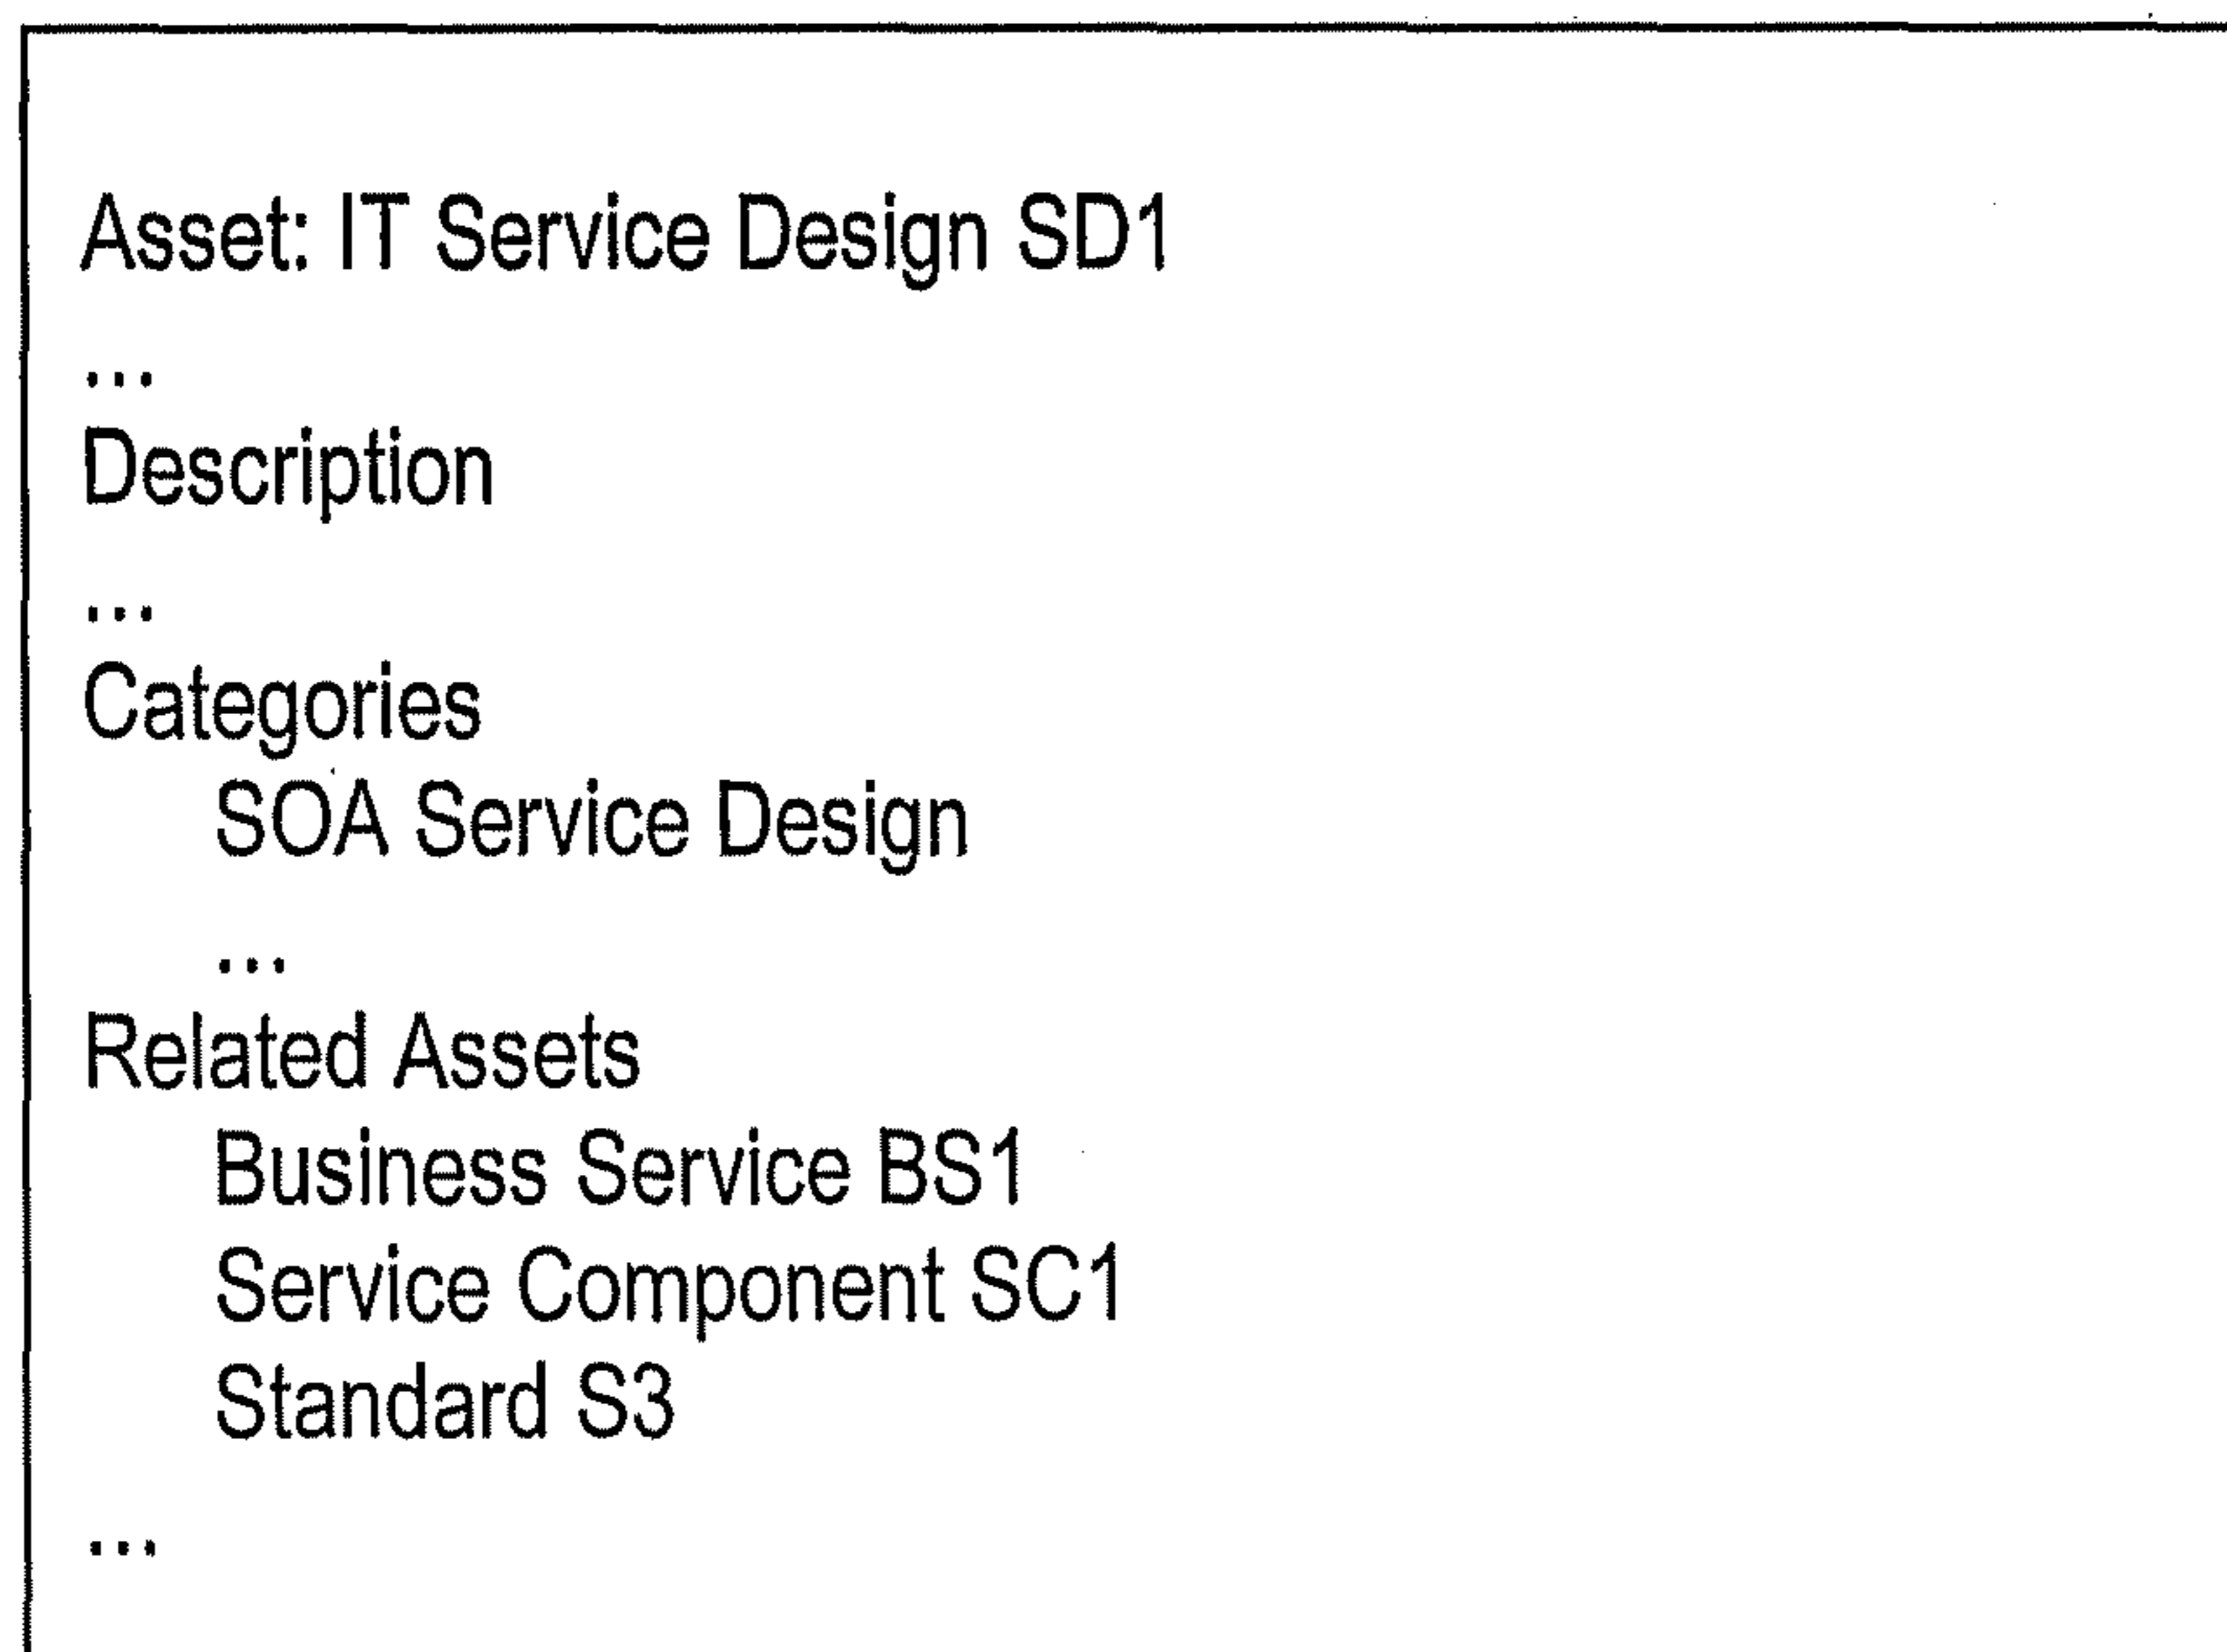 Asset: IT Service Design SD1
...
Description
...
Categories
SOA Service Design
...
Related Assets
Business Service BS1
Service Component SC1
Standard S3
...